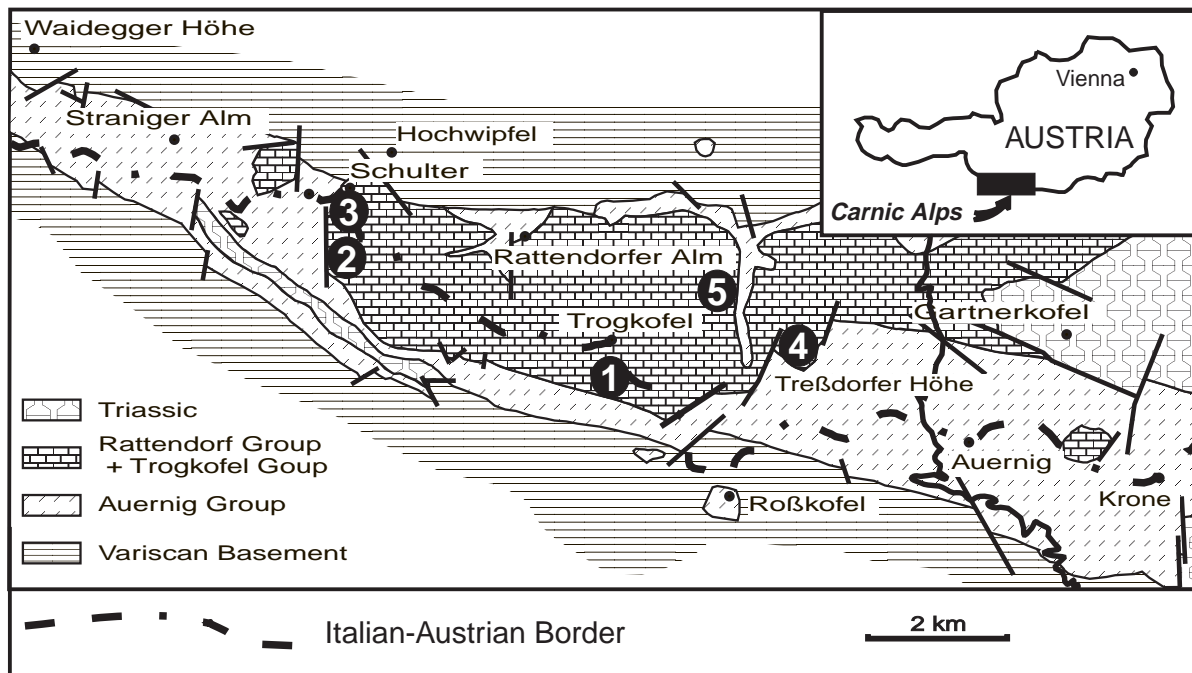 Waidegger Höhe
Straniger Alm
Hochwipfel
Schulter
3
2
Rattendorfer Alm
5
Trogkofel
1
4
Treßdorfer Höhe
Gartnerkofel
Auernig
Krone
Roßkofel
Vienna
AUSTRIA
Carnic Alps
Triassic
Rattendorf Group
+ Trogkofel Goup
Auernig Group
Variscan Basement
Italian-Austrian Border
2 km